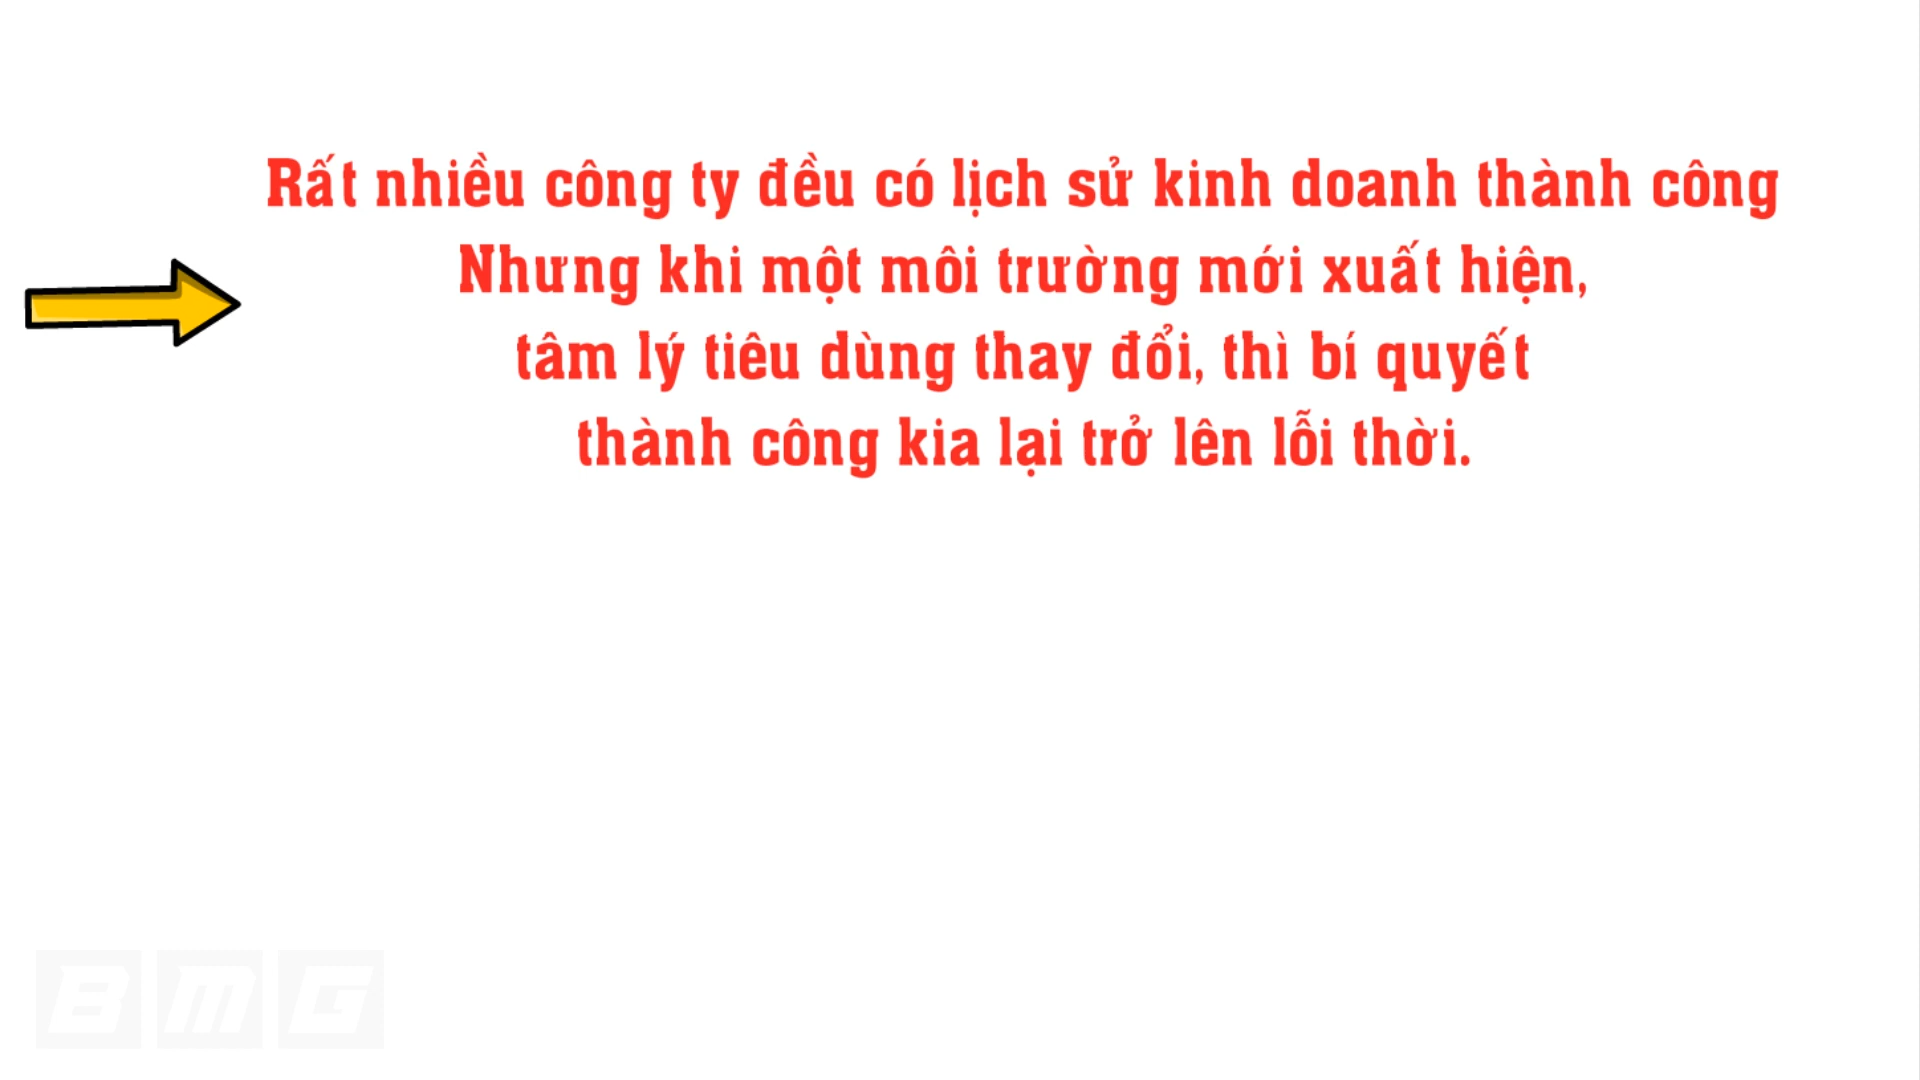 Rất nhiều công ty đều có lịch sử kinh doanh thành công
Nhưng khi một môi trường mới xuất hiện,
tâm lý tiêu dùng thay đổi, thì bí quyết
thành công kia lại trở lên lỗi thời.
BMG